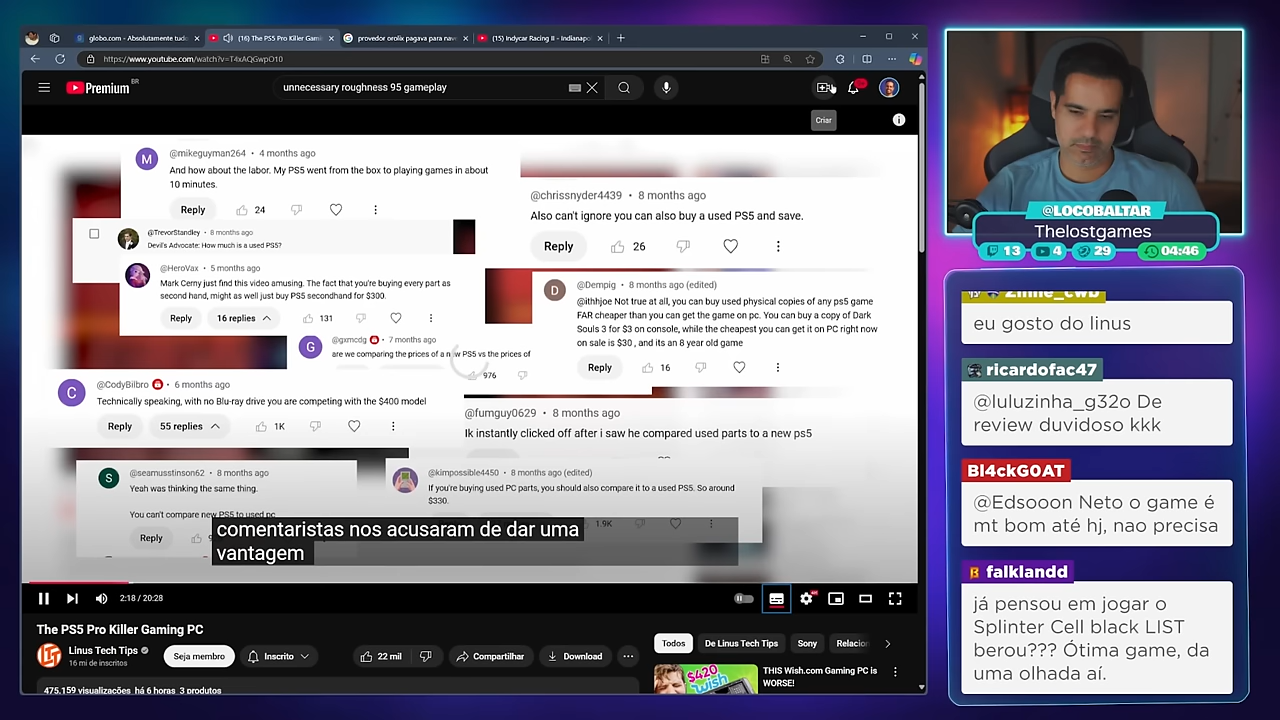 globo.com - Absolutamente tudo
(16) The PS5 Pro Killer Gami
provedor orolix pagava para nave
(15) Indycar Racing II - Indianapol
https://www.youtube.com/watch?v=T4xAQGwpO10
Premium BR
unnecessary roughness 95 gameplay
Criar
@mikeguyman264 • 4 months ago
And how about the labor. My PS5 went from the box to playing games in about
10 minutes.
Reply 24
@TrevorStandley • 8 months ago
Devil's Advocate: How much is a used PS5?
@HeroVax • 5 months ago
Mark Cerny just find this video amusing. The fact that you're buying every part as
second hand, might as well just buy PS5 secondhand for $300.
Reply 16 replies 131
@gxmcdg • 7 months ago
are we comparing the prices of a new PS5 vs the prices of
976
@CodyBilbro • 6 months ago
Technically speaking, with no Blu-ray drive you are competing with the $400 model
Reply 55 replies 1K
@seamusstinson62 • 8 months ago
Yeah was thinking the same thing.
You can't compare new PS5 to used pc
Reply
@chrissnyder4439 • 8 months ago
Also can't ignore you can also buy a used PS5 and save.
Reply 26
@Dempig • 8 months ago (edited)
@ithhjoe Not true at all, you can buy used physical copies of any ps5 game
FAR cheaper than you can get the game on pc. You can buy a copy of Dark
Souls 3 for $3 on console, while the cheapest you can get it on PC right now
on sale is $30 , and its an 8 year old game
Reply 16
@fumguy0629 • 8 months ago
Ik instantly clicked off after i saw he compared used parts to a new ps5
@kimpossible4450 • 8 months ago (edited)
If you're buying used PC parts, you should also compare it to a used PS5. So around
$330.
1.9K
comentaristas nos acusaram de dar uma
vantagem
2:18 / 20:28
The PS5 Pro Killer Gaming PC
Linus Tech Tips
16 mi de inscritos
Seja membro
Inscrito
22 mil
Compartilhar
Download
475.159 visualizações há 6 horas 3 produtos
Todos
De Linus Tech Tips
Sony
Relacion
$420
wish
THIS Wish.com Gaming PC is
WORSE!
@LOCOBALTAR
Thelostgames
13 4 29 04:46
Zinne_cwb
eu gosto do linus
ricardofac47
@luluzinha_g32o De
review duvidoso kkk
Bl4ckG0AT
@Edsooon Neto o game é
mt bom até hj, nao precisa
falklandd
já pensou em jogar o
Splinter Cell black LIST
berou??? Ótima game, da
uma olhada aí.